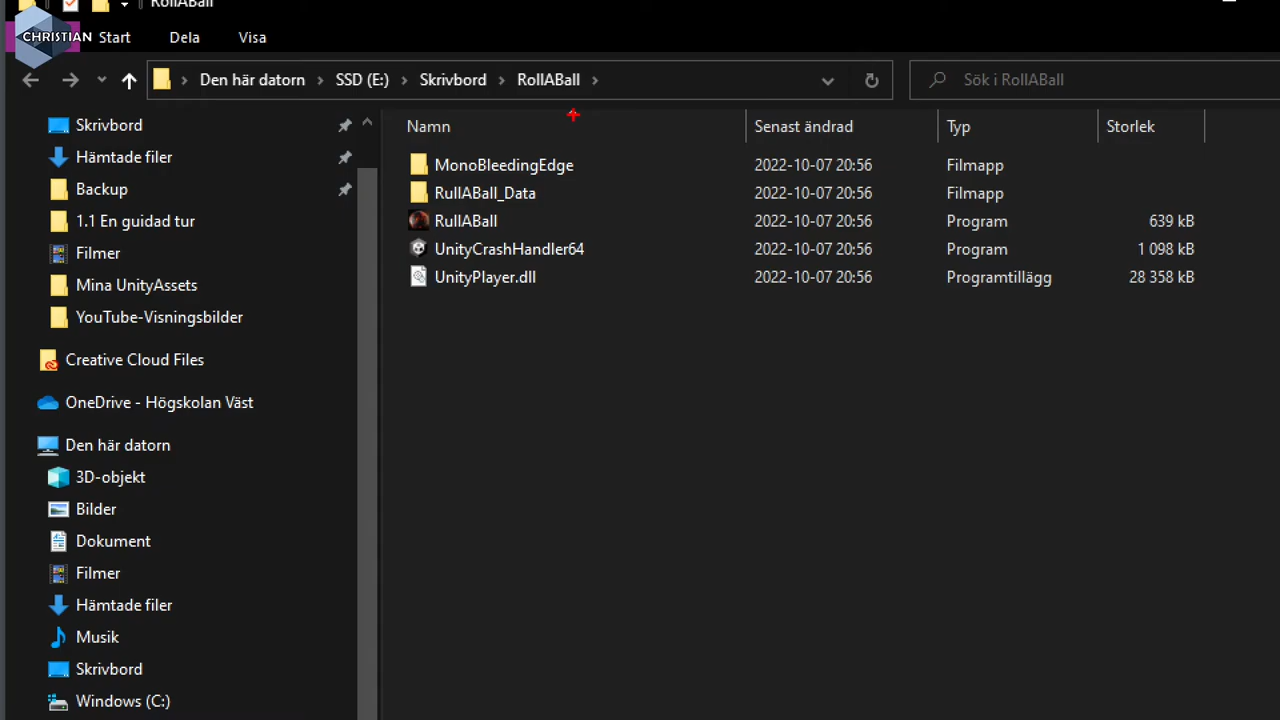 RollABall
CHRISTIAN
Start Dela Visa
Den här datorn SSD (E:) Skrivbord RollABall
Sök i RollABall
Namn Senast ändrad Typ Storlek
MonoBleedingEdge 2022-10-07 20:56 Filmapp
RullABall_Data 2022-10-07 20:56 Filmapp
RullABall 2022-10-07 20:56 Program 639 kB
UnityCrashHandler64 2022-10-07 20:56 Program 1 098 kB
UnityPlayer.dll 2022-10-07 20:56 Programtillägg 28 358 kB
Skrivbord
Hämtade filer
Backup
1.1 En guidad tur
Filmer
Mina UnityAssets
YouTube-Visningsbilder
Creative Cloud Files
OneDrive - Högskolan Väst
Den här datorn
3D-objekt
Bilder
Dokument
Filmer
Hämtade filer
Musik
Skrivbord
Windows (C:)